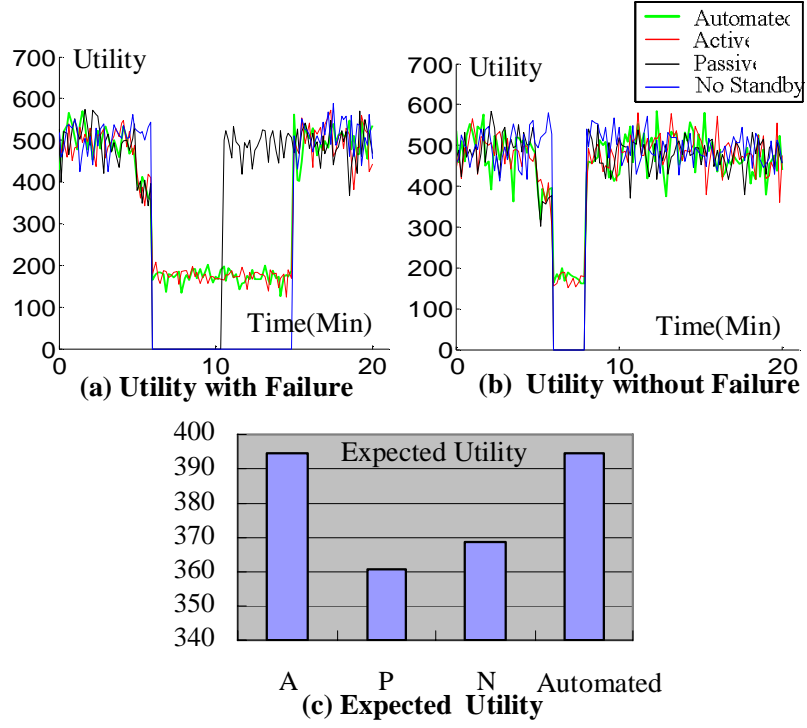 Automated
Active
Passive
No Standby
Utility
700
600
500
400
300
200
100
0
0
10
20
Time(Min)
(a) Utility with Failure
Utility
700
600
500
400
300
200
100
0
0
10
20
Time(Min)
(b) Utility without Failure
Expected Utility
400
390
380
370
360
350
340
A
P
N
Automated
(c) Expected Utility